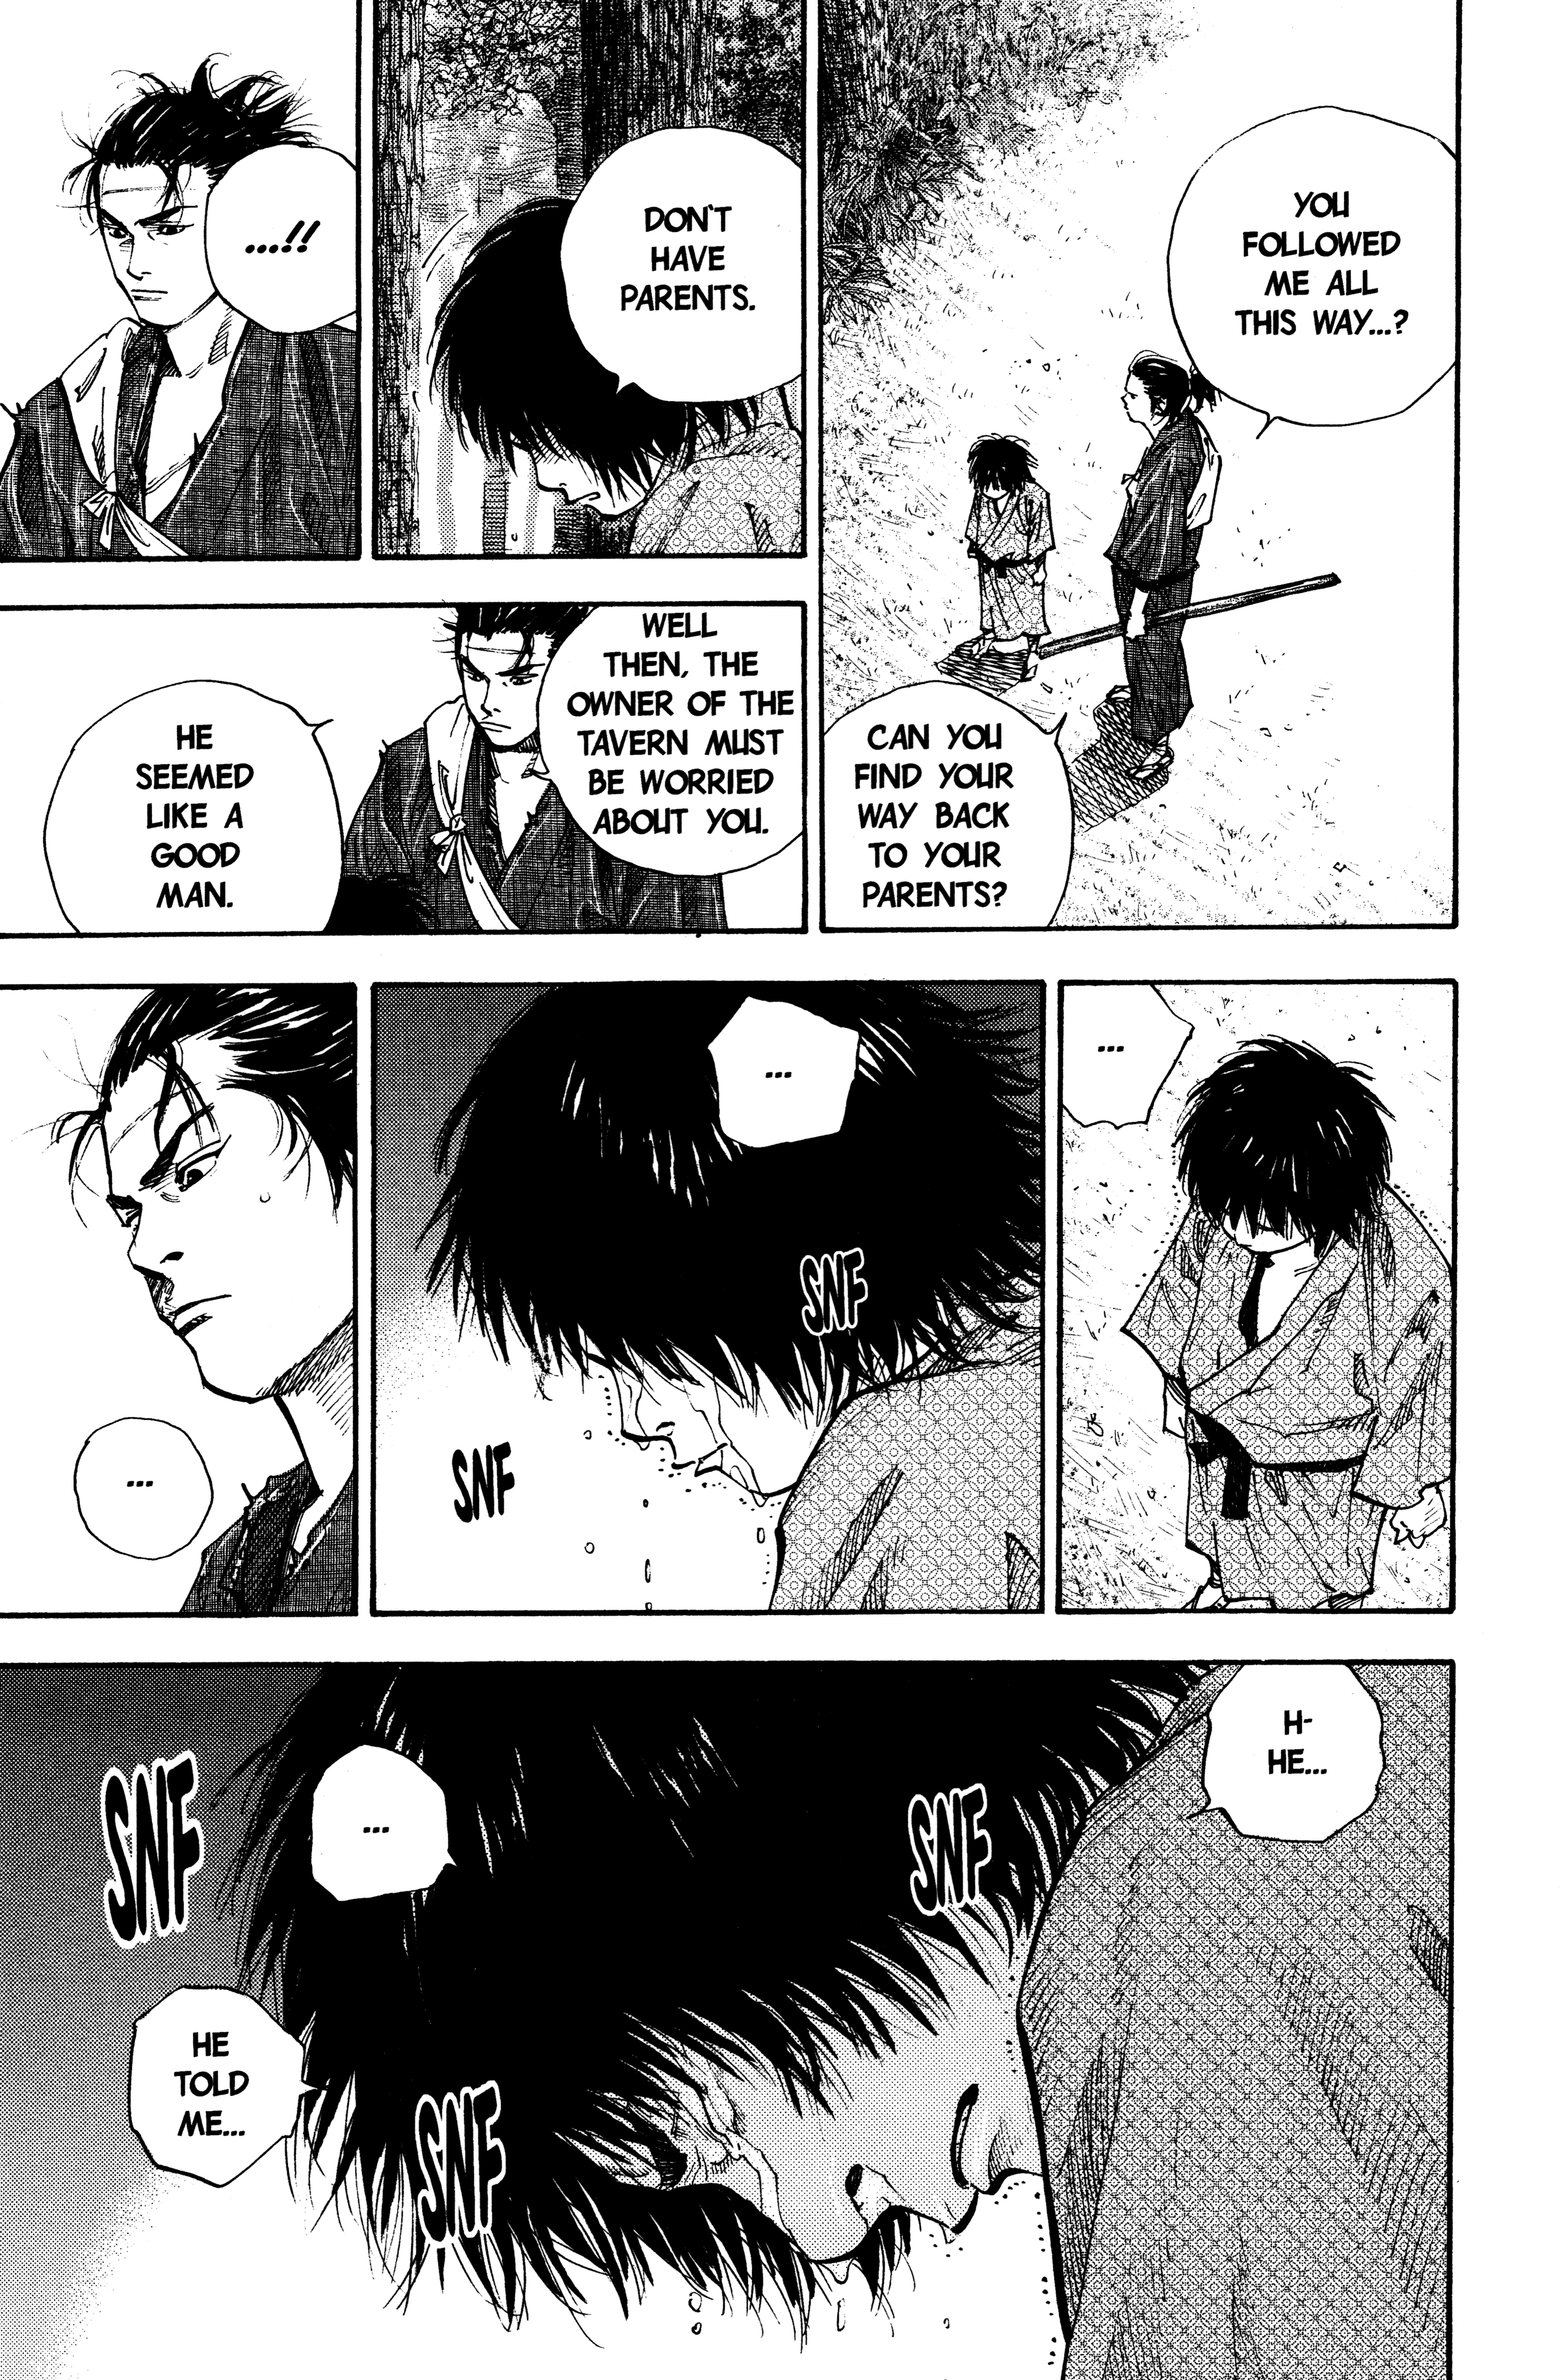 YOU
FOLLOWED
ME ALL
THIS WAY...?
CAN YOU
FIND YOUR
WAY BACK
TO YOUR
PARENTS?
DON'T
HAVE
PARENTS.
...!!
WELL
THEN, THE
OWNER OF THE
TAVERN MUST
BE WORRIED
ABOUT YOU.
HE
SEEMED
LIKE A
GOOD
MAN.
...
...
SNF
SNF
...
H-
HE...
SNF
...
SNF
HE
TOLD
ME...
SNF